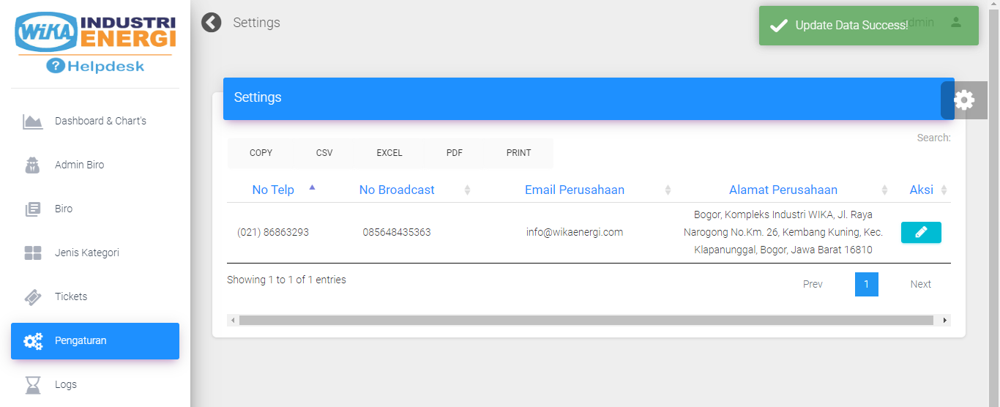 WIKA INDUSTRI
ENERGI
? Helpdesk
Dashboard & Chart's
Admin Biro
Biro
Jenis Kategori
Tickets
Pengaturan
Logs
Settings
Update Data Success!
admin
Settings
Search:
COPY CSV EXCEL PDF PRINT
No Telp No Broadcast Email Perusahaan Alamat Perusahaan Aksi
(021) 86863293 085648435363 info@wikaenergi.com
Bogor, Kompleks Industri WIKA, Jl. Raya
Narogong No.Km. 26, Kembang Kuning, Kec.
Klapanunggal, Bogor, Jawa Barat 16810
Showing 1 to 1 of 1 entries
Prev 1 Next